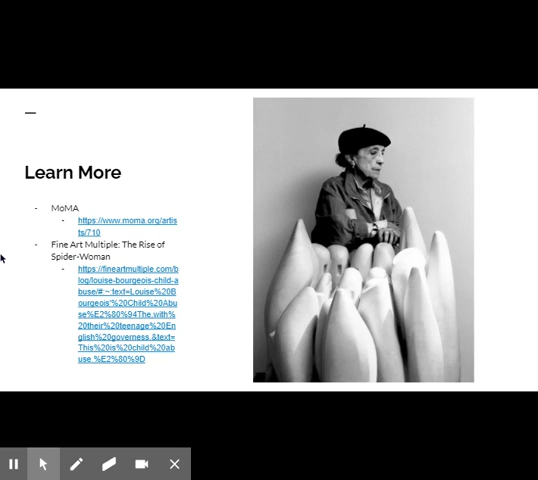 Learn More
- MoMA
- https://www.moma.org/artis
ts/710
- Fine Art Multiple: The Rise of
Spider-Woman
- https://fineartmultiple.com/b
log/louise-bourgeois-child-a
buse/#:~:text=Louise%20B
ourgeois'%20Child%20Abu
se%E2%80%94The,with%
20their%20teenage%20En
glish%20governess.&text=
This%20is%20child%20ab
use.%E2%80%9D